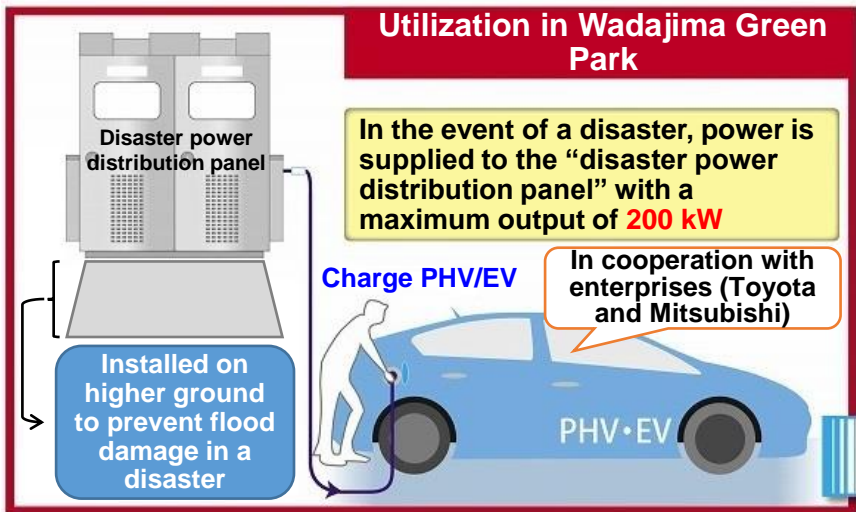 Utilization in Wadajima Green
Park
Disaster power
distribution panel
In the event of a disaster, power is
supplied to the “disaster power
distribution panel” with a
maximum output of 200 kW
Charge PHV/EV
In cooperation with
enterprises (Toyota
and Mitsubishi)
Installed on
higher ground
to prevent flood
damage in a
disaster
PHV•EV